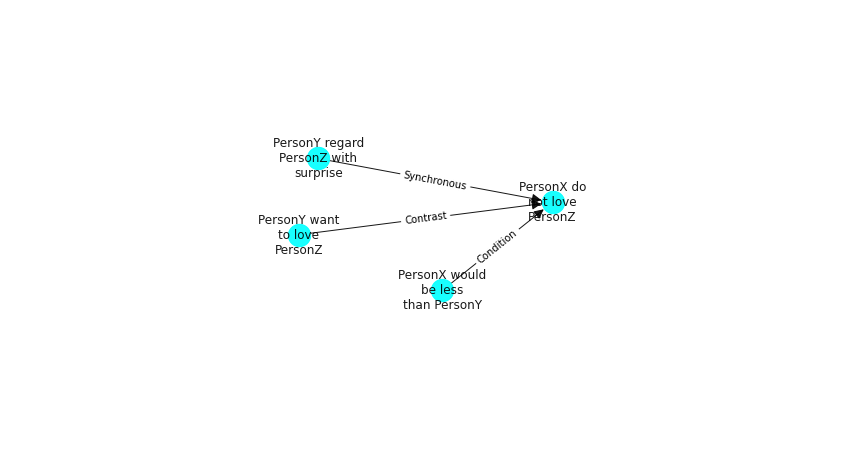 PersonY regard
PersonZ with
surprise
Synchronous
PersonX do
not love
PersonZ
PersonY want
to love
PersonZ
Contrast
Condition
PersonX would
be less
than PersonY